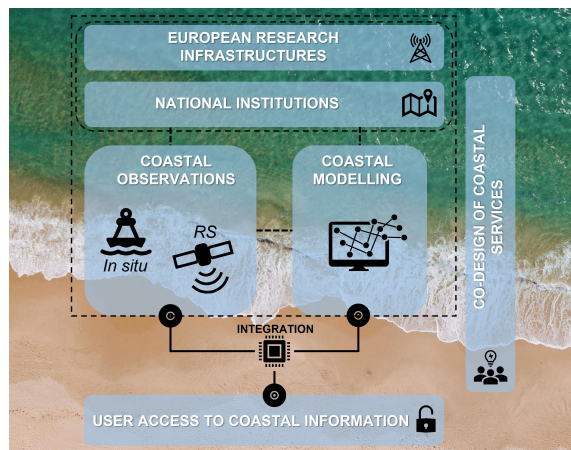 EUROPEAN RESEARCH
INFRASTRUCTURES
NATIONAL INSTITUTIONS
COASTAL
OBSERVATIONS
In situ
RS
COASTAL
MODELLING
INTEGRATION
USER ACCESS TO COASTAL INFORMATION
CO-DESIGN OF COASTAL
SERVICES